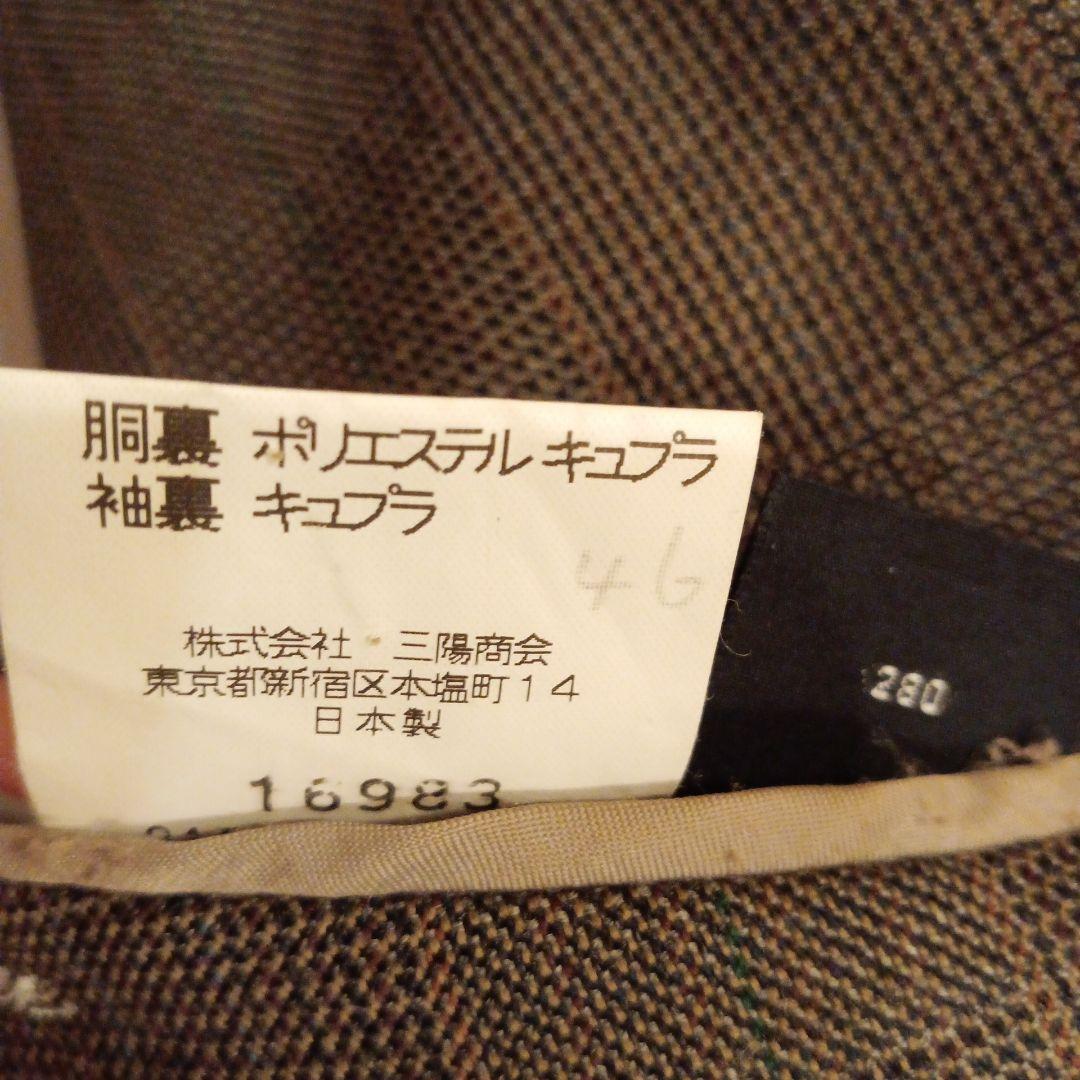 胴裏 ポリエステル キュプラ
袖裏 キュプラ
46
株式会社・三陽商会
東京都新宿区本塩町14
日本製
16983
280